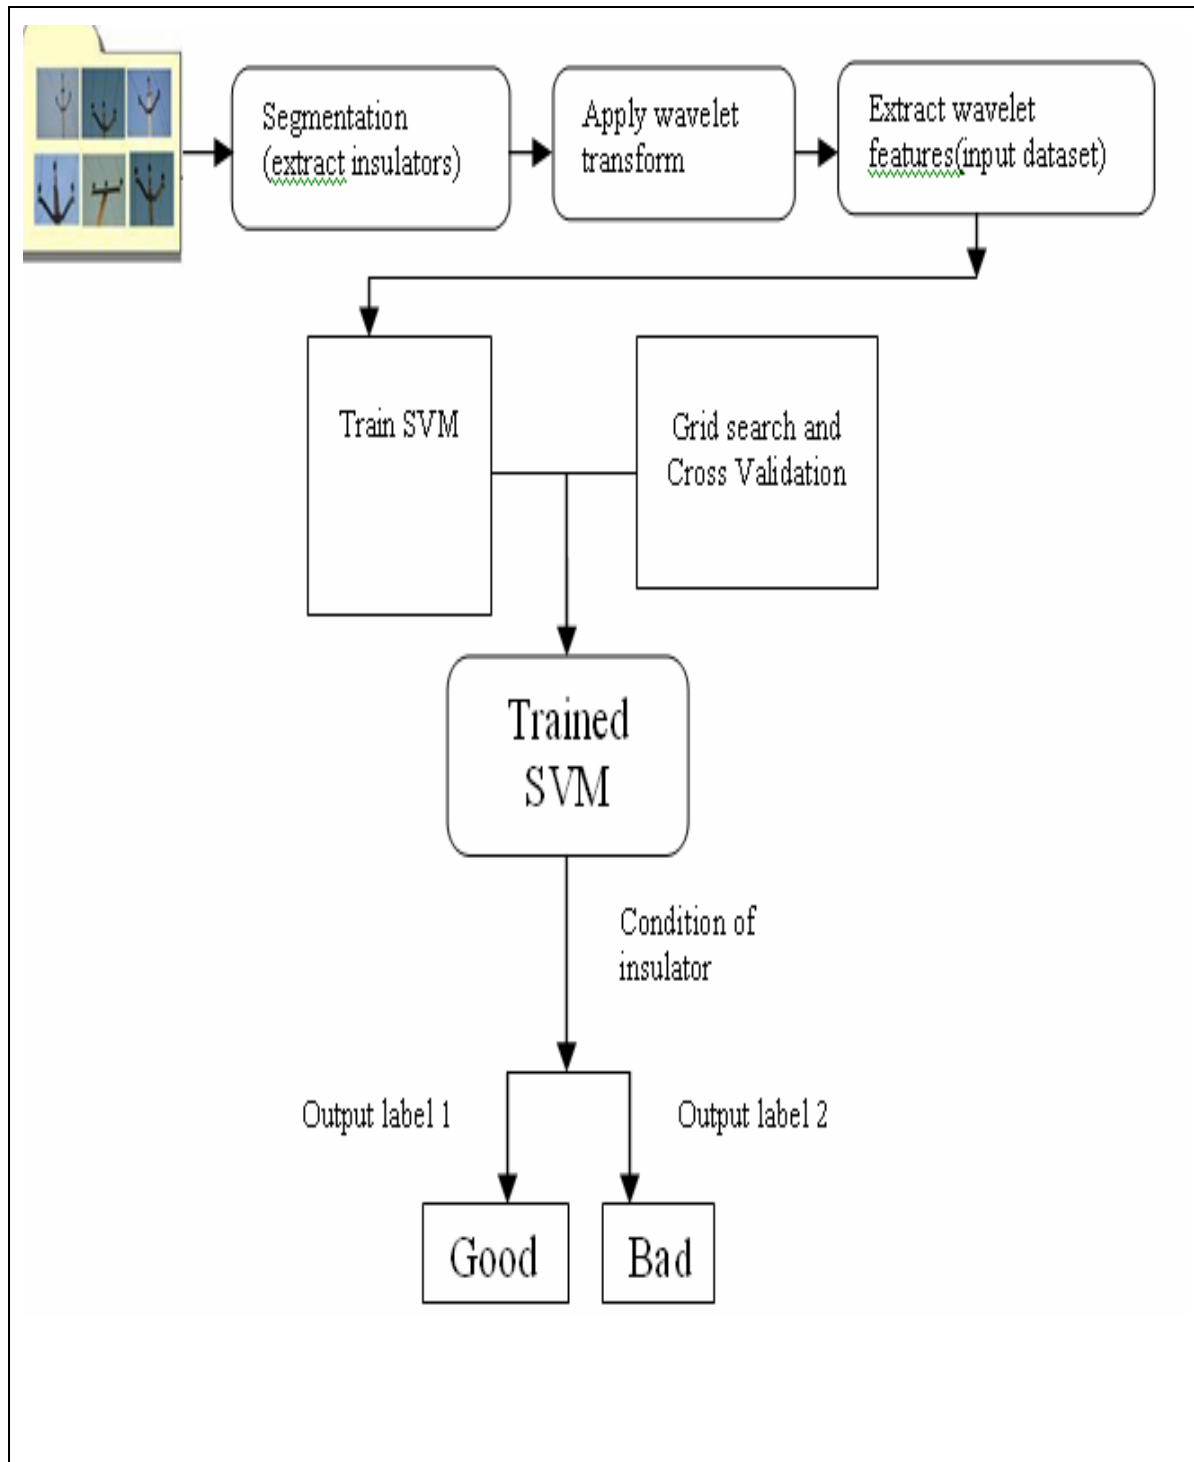 Segmentation
(extract insulators)
Apply wavelet
transform
Extract wavelet
features(input dataset)
Train SVM
Grid search and
Cross Validation
Trained
SVM
Condition of
insulator
Output label 1
Output label 2
Good
Bad